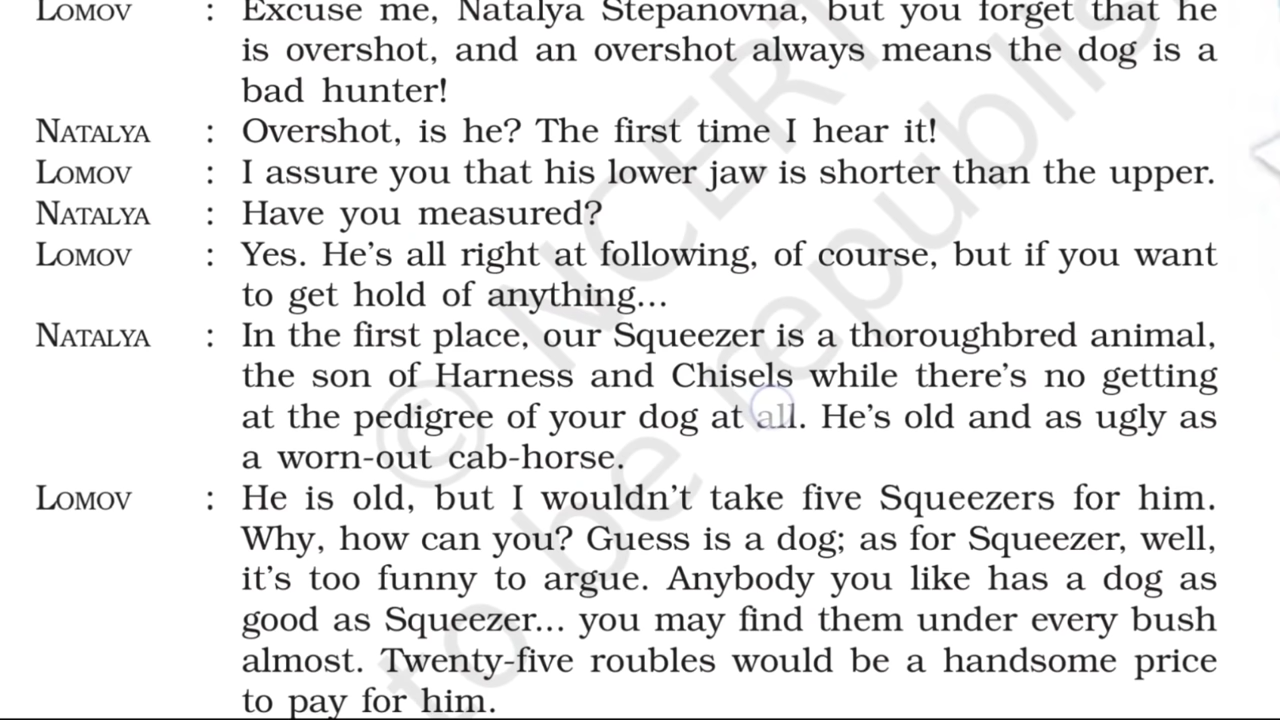 LOMOV : Excuse me, Natalya Stepanovna, but you forget that he
is overshot, and an overshot always means the dog is a
bad hunter!
NATALYA : Overshot, is he? The first time I hear it!
LOMOV : I assure you that his lower jaw is shorter than the upper.
NATALYA : Have you measured?
LOMOV : Yes. He’s all right at following, of course, but if you want
to get hold of anything...
NATALYA : In the first place, our Squeezer is a thoroughbred animal,
the son of Harness and Chisels while there’s no getting
at the pedigree of your dog at all. He’s old and as ugly as
a worn-out cab-horse.
LOMOV : He is old, but I wouldn’t take five Squeezers for him.
Why, how can you? Guess is a dog; as for Squeezer, well,
it’s too funny to argue. Anybody you like has a dog as
good as Squeezer... you may find them under every bush
almost. Twenty-five roubles would be a handsome price
to pay for him.
© NCERT
to be republis